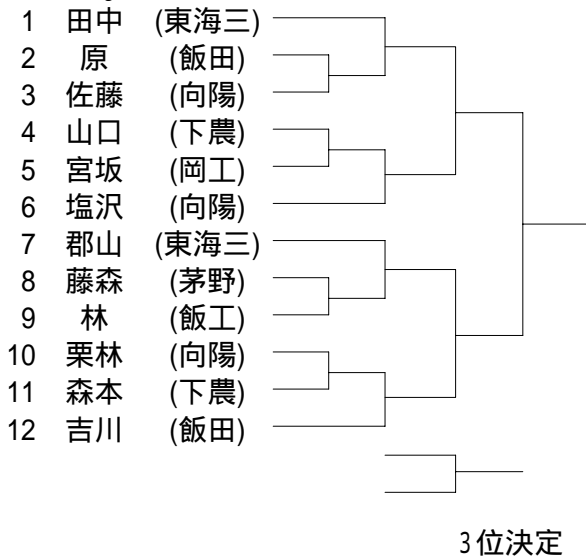 1 田中 (東海三)
2 原 (飯田)
3 佐藤 (向陽)
4 山口 (下農)
5 宮坂 (岡工)
6 塩沢 (向陽)
7 郡山 (東海三)
8 藤森 (茅野)
9 林 (飯工)
10 栗林 (向陽)
11 森本 (下農)
12 吉川 (飯田)
3位決定